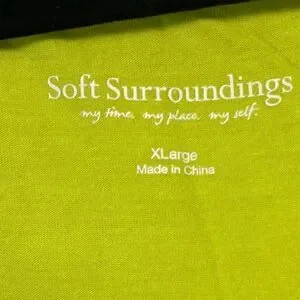 Soft Surroundings
my time. my place. my self.
XLarge
Made in China